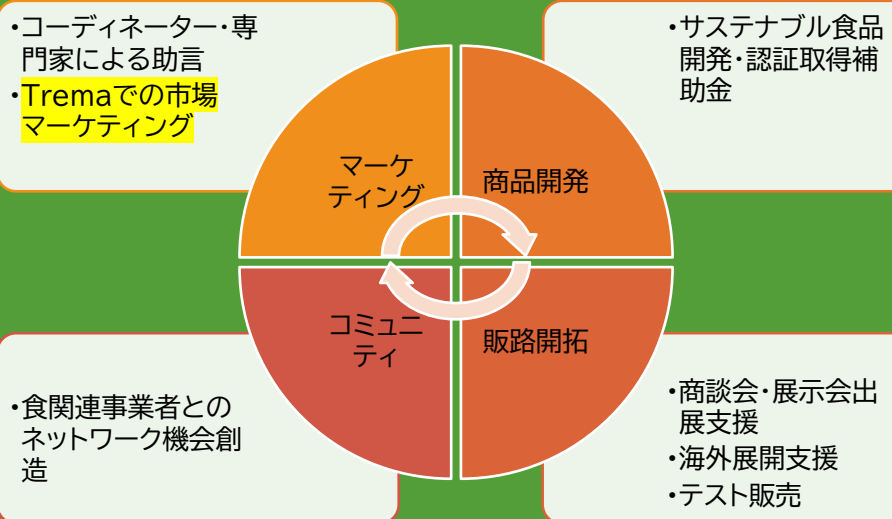 ・コーディネーター・専
門家による助言
・Tremaでの市場
マーケティング
・サステナブル食品
開発・認証取得補
助金
マーケ
ティング
商品開発
コミュニ
ティ
販路開拓
・食関連事業者との
ネットワーク機会創
造
・商談会・展示会出
展支援
・海外展開支援
・テスト販売